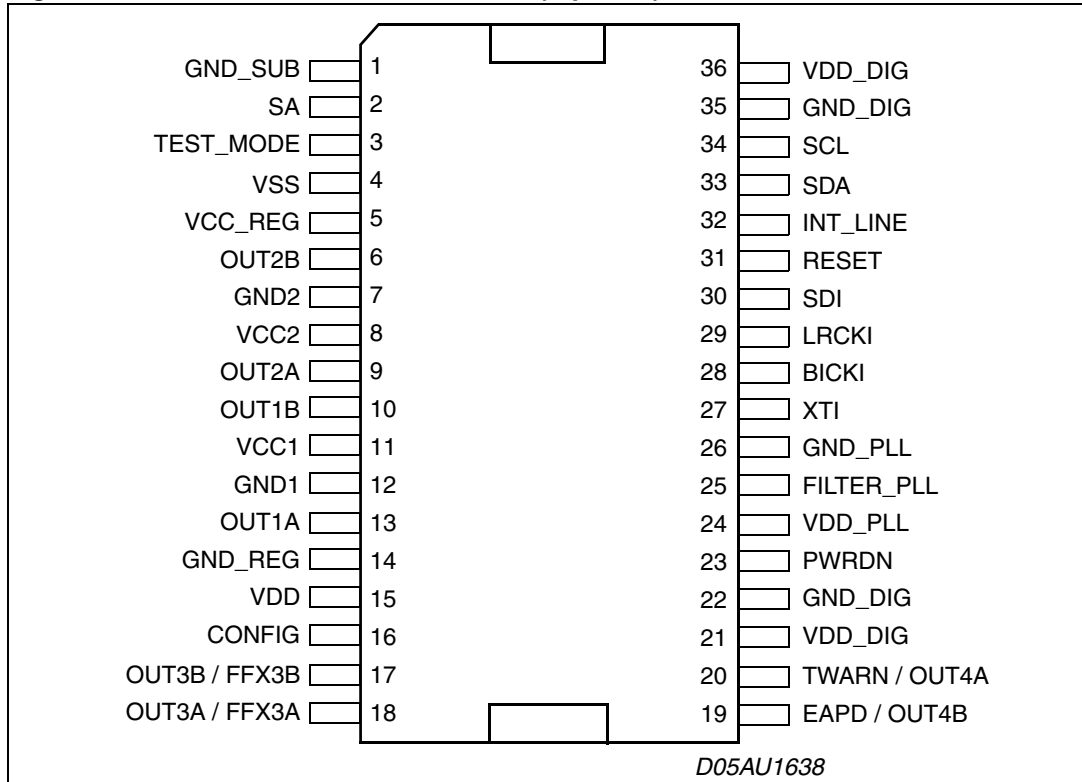 GND_SUB 1 36 VDD_DIG
SA 2 35 GND_DIG
TEST_MODE 3 34 SCL
VSS 4 33 SDA
VCC_REG 5 32 INT_LINE
OUT2B 6 31 RESET
GND2 7 30 SDI
VCC2 8 29 LRCKI
OUT2A 9 28 BICKI
OUT1B 10 27 XTI
VCC1 11 26 GND_PLL
GND1 12 25 FILTER_PLL
OUT1A 13 24 VDD_PLL
GND_REG 14 23 PWRDN
VDD 15 22 GND_DIG
CONFIG 16 21 VDD_DIG
OUT3B / FFX3B 17 20 TWARN / OUT4A
OUT3A / FFX3A 18 19 EAPD / OUT4B
D05AU1638